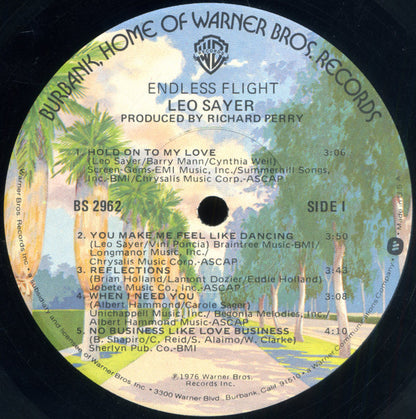 BURBANK, HOME OF WARNER BROS. RECORDS
WB
ENDLESS FLIGHT
LEO SAYER
PRODUCED BY RICHARD PERRY
1. HOLD ON TO MY LOVE 3:06
(Leo Sayer/Barry Mann/Cynthia Weil)
Screen-Gems-EMI Music, Inc./Summerhill Songs,
Inc.-BMI/Chrysalis Music Corp.-ASCAP
BS 2962 SIDE 1
2. YOU MAKE ME FEEL LIKE DANCING 3:50
(Leo Sayer/Vini Poncia) Braintree Music-BMI/
Longmanor Music, Inc./
Chrysalis Music Corp.-ASCAP
3. REFLECTIONS 3:43
(Brian Holland/Lamont Dozier/Eddie Holland)
Jobete Music Co., Inc.-ASCAP
4. WHEN I NEED YOU 3:08
(Albert Hammond/Carole Sager)
Unichappell Music, Inc./Begonia Melodies, Inc./
Albert Hammond Music-ASCAP
5. NO BUSINESS LIKE LOVE BUSINESS 4:10
(B. Shapiro/C. Reid/S. Alaimo/W. Clarke)
Sherlyn Pub. Co.-BMI
℗1976 Warner Bros.
Records Inc.
Warner Bros. Records Inc.
a Warner Communications Company
Warner Bros. Inc. • 3300 Warner Blvd., Burbank, Calif. 91510 •